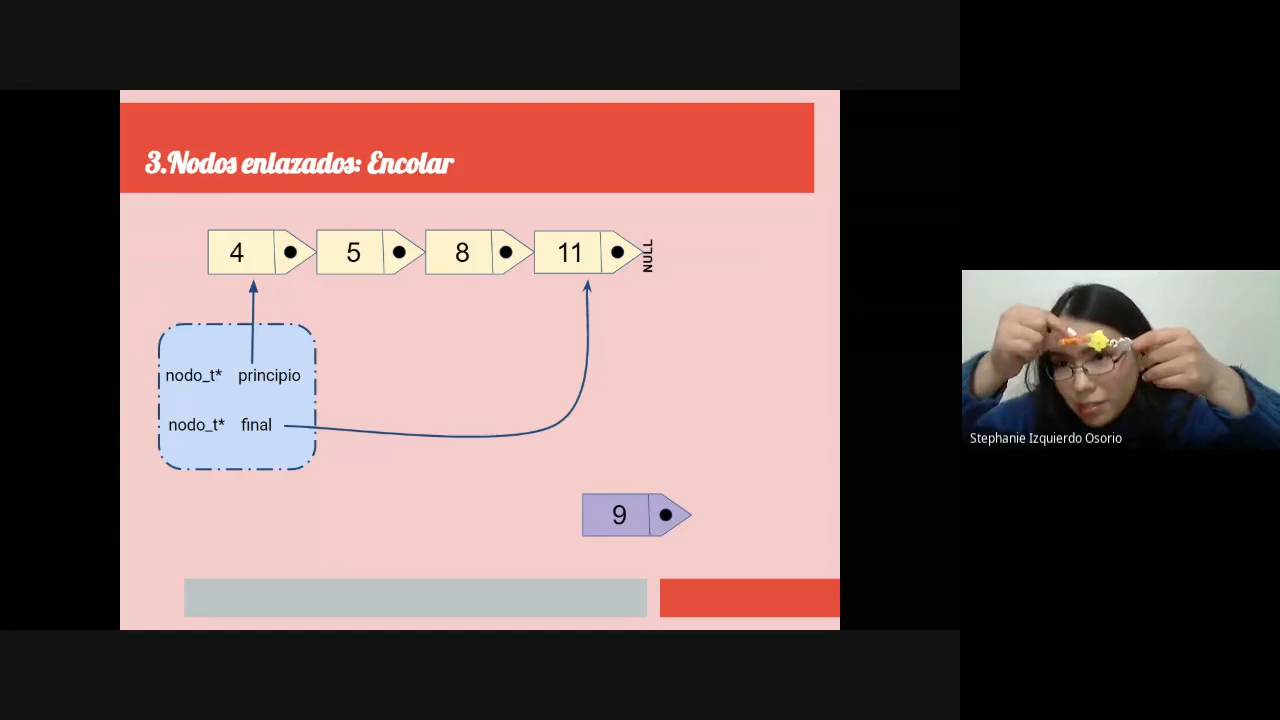 3.Nodos enlazados: Encolar
4 5 8 11 NULL
nodo_t* principio
nodo_t* final
9
Stephanie Izquierdo Osorio